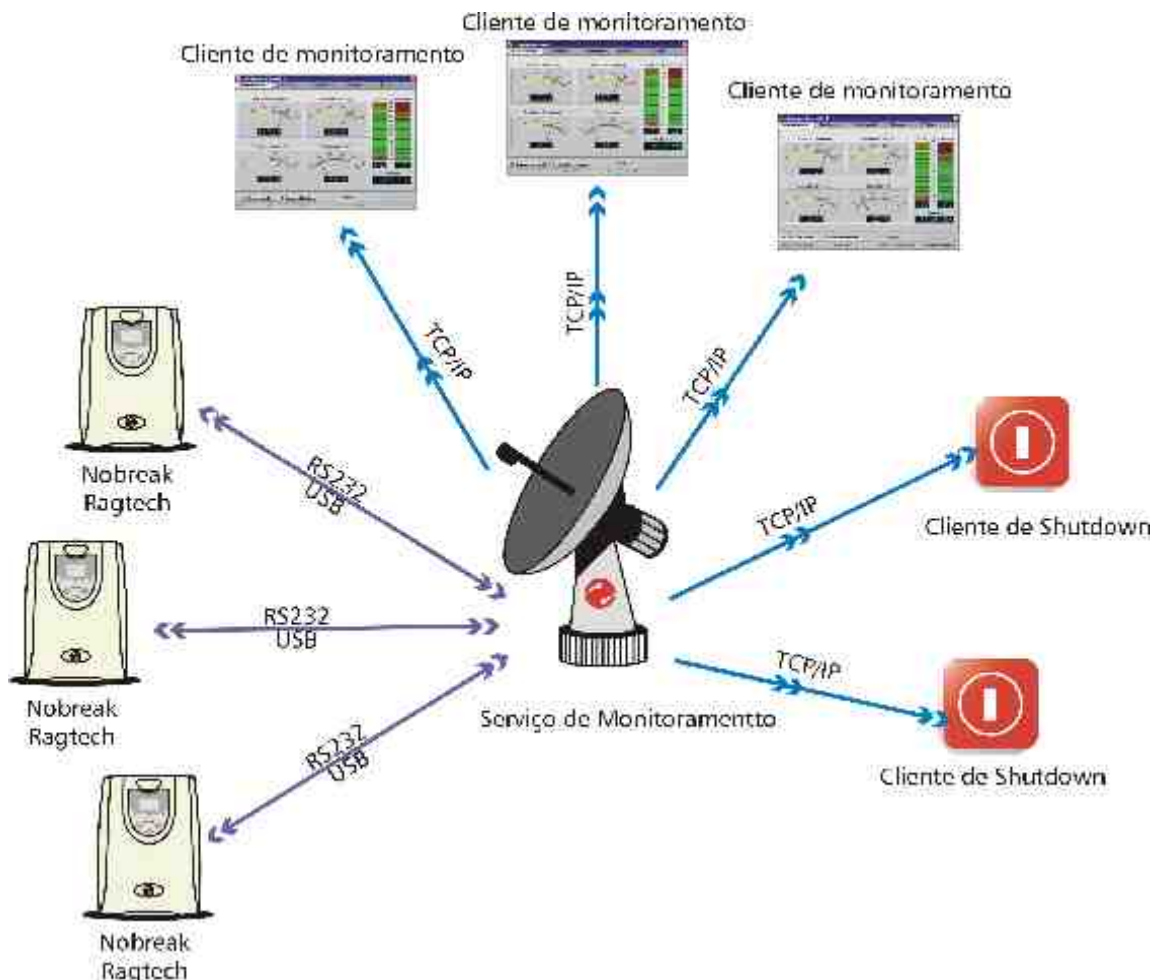 Cliente de monitoramento
Cliente de monitoramento
Cliente de monitoramento
TCP/IP
TCP/IP
TCP/IP
Nobreak
Ragtech
RS232
USB
TCP/IP
Cliente de Shutdown
RS232
USB
Nobreak
Ragtech
TCP/IP
Serviço de Monitoramentto
RS232
USB
Cliente de Shutdown
Nobreak
Ragtech